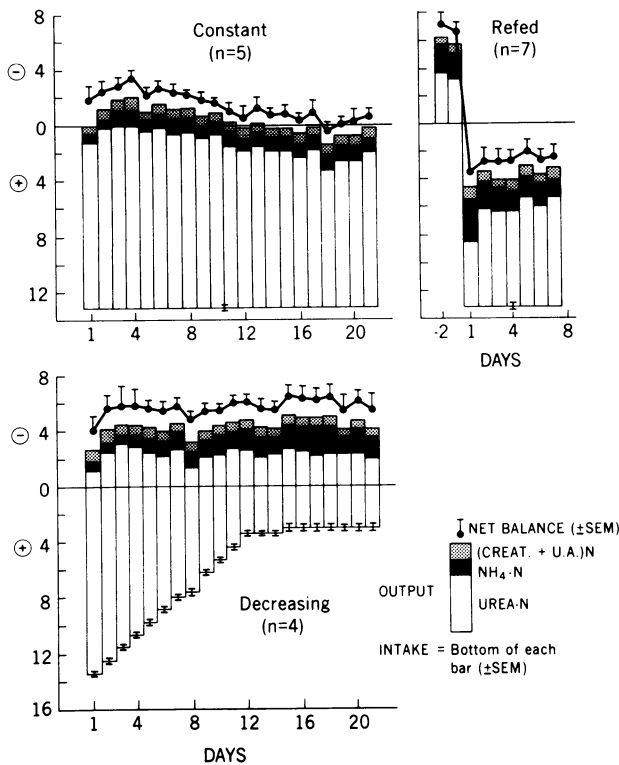 Constant
(n=5)
8
4
0
4
8
12
⊖
⊕
1
4
8
12
16
20
Refed
(n=7)
-2
1
4
8
DAYS
8
4
0
4
8
12
16
⊖
⊕
Decreasing
(n=4)
1
4
8
12
16
20
DAYS
NET BALANCE (±SEM)
(CREAT. + U.A.)N
NH₄-N
OUTPUT
UREA-N
INTAKE = Bottom of each
bar (±SEM)